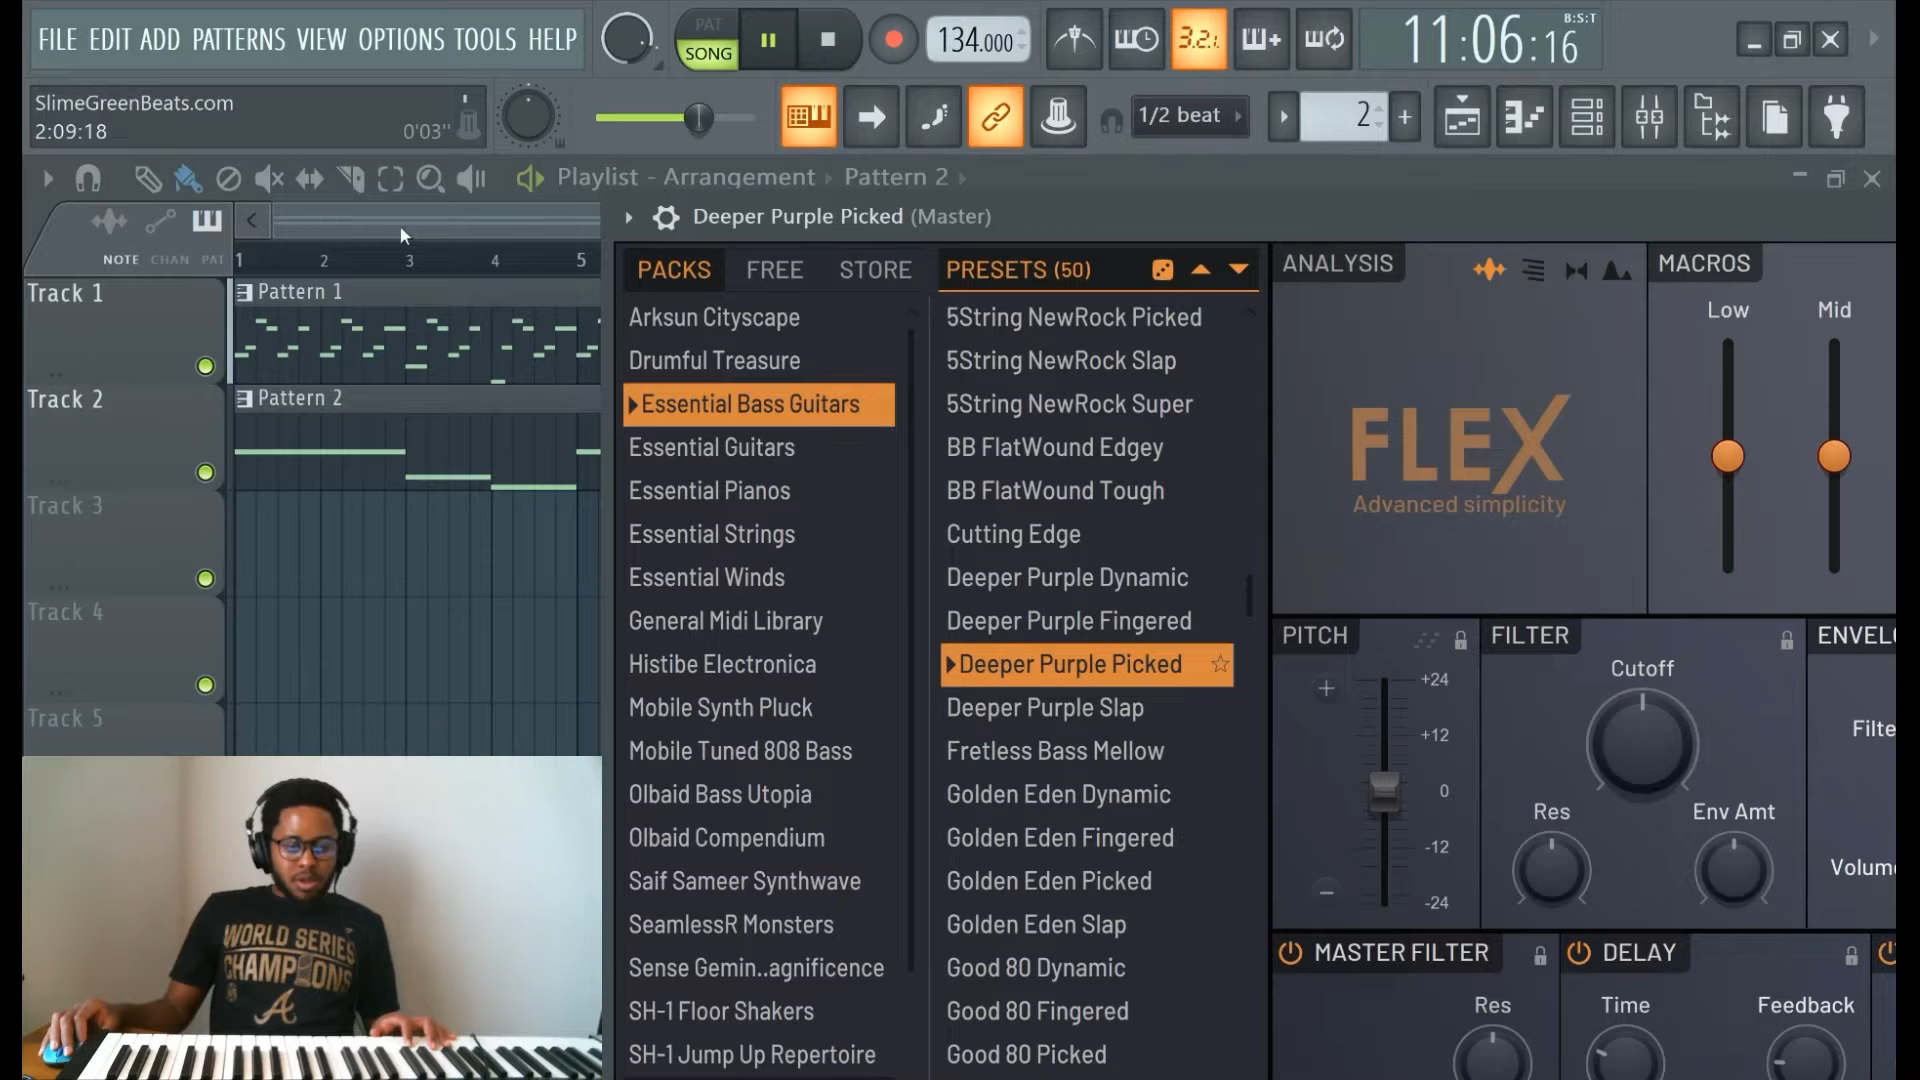 FILE EDIT ADD PATTERNS VIEW OPTIONS TOOLS HELP
PAT
SONG
134.000
3.2.1
11:06:16
B:S:T
SlimeGreenBeats.com
2:09:18
0'03"
1/2 beat
2
Playlist - Arrangement › Pattern 2 ›
NOTE CHAN PAT
1 2 3 4 5
Track 1
Pattern 1
Track 2
Pattern 2
Track 3
Track 4
Track 5
Deeper Purple Picked (Master)
PACKS FREE STORE
Arksun Cityscape
Drumful Treasure
Essential Bass Guitars
Essential Guitars
Essential Pianos
Essential Strings
Essential Winds
General Midi Library
Histibe Electronica
Mobile Synth Pluck
Mobile Tuned 808 Bass
Olbaid Bass Utopia
Olbaid Compendium
Saif Sameer Synthwave
SeamlessR Monsters
Sense Gemin..agnificence
SH-1 Floor Shakers
SH-1 Jump Up Repertoire
PRESETS (50)
5String NewRock Picked
5String NewRock Slap
5String NewRock Super
BB FlatWound Edgey
BB FlatWound Tough
Cutting Edge
Deeper Purple Dynamic
Deeper Purple Fingered
Deeper Purple Picked
Deeper Purple Slap
Fretless Bass Mellow
Golden Eden Dynamic
Golden Eden Fingered
Golden Eden Picked
Golden Eden Slap
Good 80 Dynamic
Good 80 Fingered
Good 80 Picked
ANALYSIS
FLEX
Advanced simplicity
MACROS
Low Mid
PITCH
+24
+12
0
-12
-24
FILTER
Cutoff
Res Env Amt
ENVELO
Filte
Volum
MASTER FILTER
Res
DELAY
Time Feedback
WORLD SERIES
CHAMPIONS
A